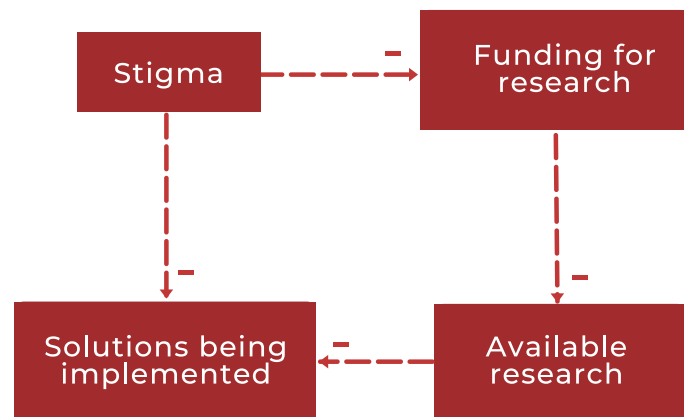 Stigma
Funding for
research
Solutions being
implemented
Available
research